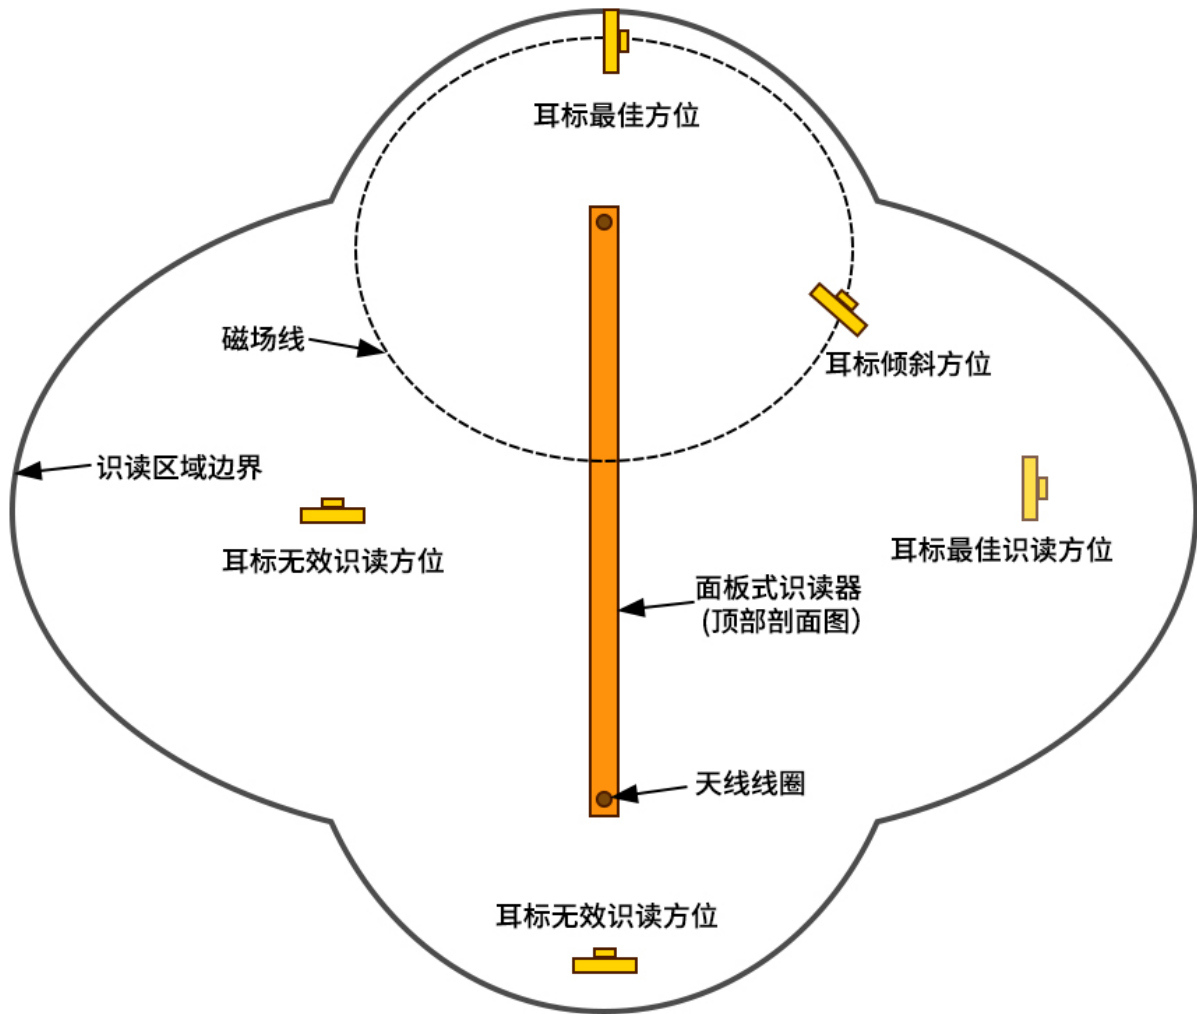 耳标最佳方位
磁场线
耳标倾斜方位
识读区域边界
耳标无效识读方位
耳标最佳识读方位
面板式识读器
(顶部剖面图）
天线线圈
耳标无效识读方位